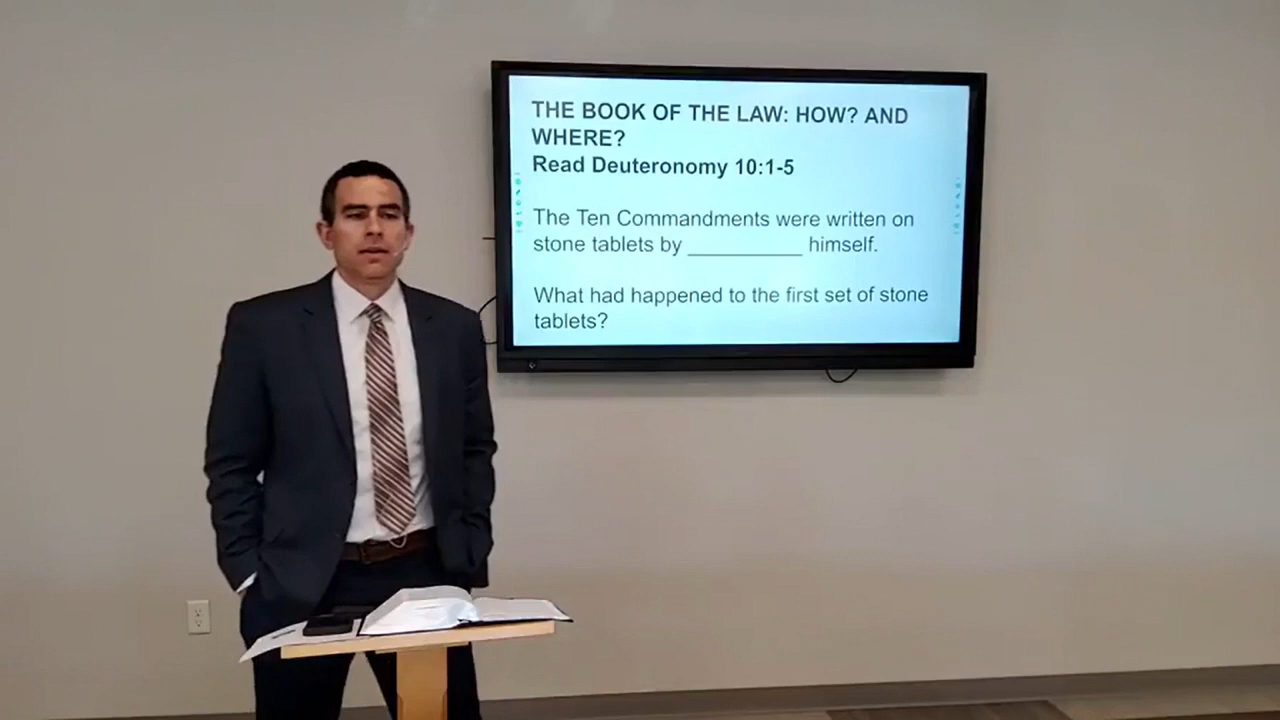 THE BOOK OF THE LAW: HOW? AND
WHERE?
Read Deuteronomy 10:1-5
The Ten Commandments were written on
stone tablets by __________ himself.
What had happened to the first set of stone
tablets?